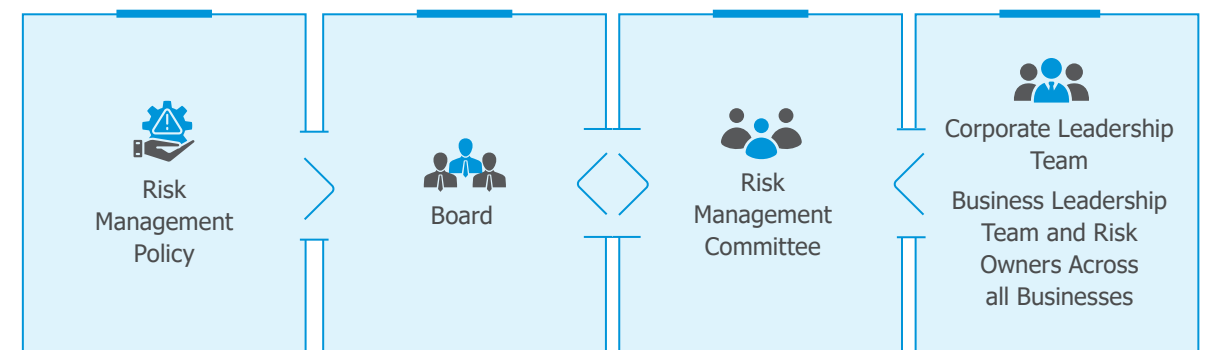 Risk
Management
Policy
Board
Risk
Management
Committee
Corporate Leadership
Team
Business Leadership
Team and Risk
Owners Across
all Businesses